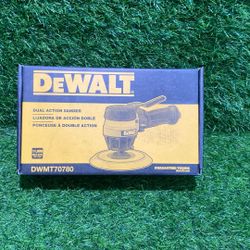 DEWALT
DUAL ACTION SANDER
LIJADORA DE ACCIÓN DOBLE
PONCEUSE À DOUBLE ACTION
DWMT70780